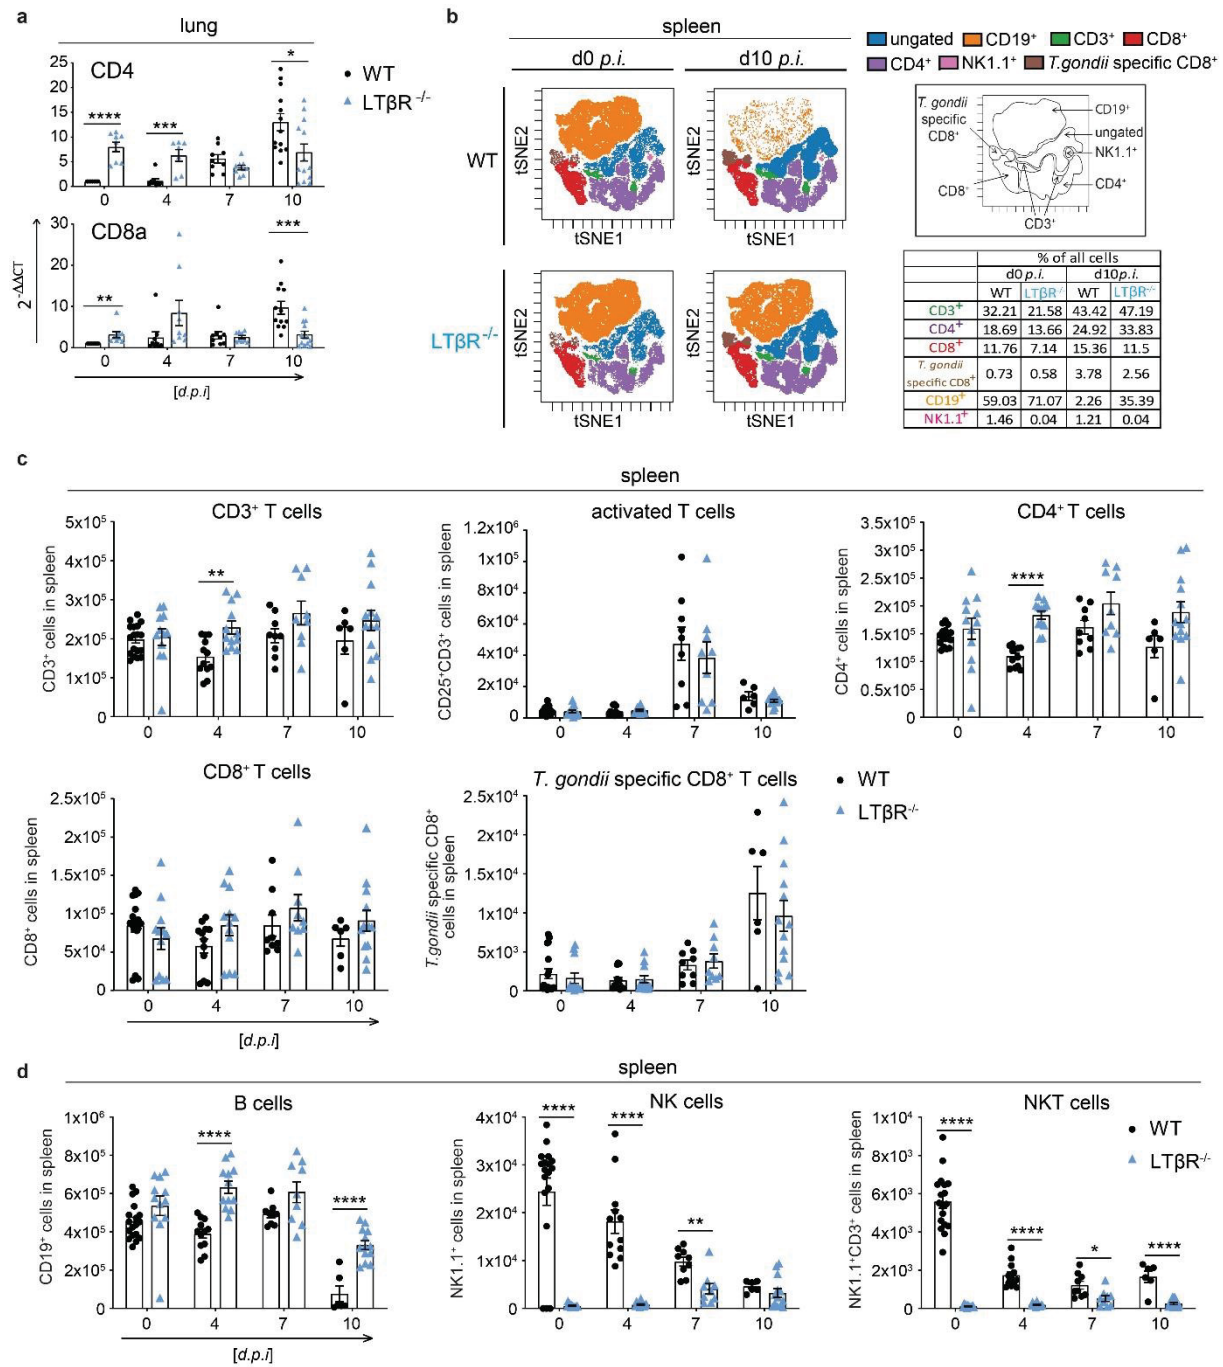 a
lung
CD4
WT
LTβR-/-
25
20
15
10
5
0
****
***
*
0 4 7 10
CD8a
2-ΔΔCT
30
20
10
0
**
***
0 4 7 10
[d.p.i]
b
spleen
d0 p.i. d10 p.i.
WT
LTβR-/-
tSNE2 tSNE2
tSNE1 tSNE1
tSNE2 tSNE2
tSNE1 tSNE1
ungated CD19+ CD3+ CD8+
CD4+ NK1.1+ T.gondii specific CD8+
T. gondii
specific
CD8+
CD19+
ungated
NK1.1+
CD8+
CD4+
CD3+
% of all cells
d0 p.i. d10p.i.
WT LTβR-/- WT LTβR-/-
CD3+ 32.21 21.58 43.42 47.19
CD4+ 18.69 13.66 24.92 33.83
CD8+ 11.76 7.14 15.36 11.5
T. gondii
specific CD8+ 0.73 0.58 3.78 2.56
CD19+ 59.03 71.07 2.26 35.39
NK1.1+ 1.46 0.04 1.21 0.04
c
spleen
CD3+ T cells
CD3+ cells in spleen
5x10⁵
4x10⁵
3x10⁵
2x10⁵
1x10⁵
0
**
0 4 7 10
activated T cells
CD25+CD3+ cells in spleen
1.2x10⁶
1x10⁵
8x10⁴
6x10⁴
4x10⁴
2x10⁴
0
0 4 7 10
CD4+ T cells
CD4+ cells in spleen
3.5x10⁵
2x10⁵
2x10⁵
1.5x10⁵
1x10⁵
0.5x10⁵
0
****
0 4 7 10
CD8+ T cells
CD8+ cells in spleen
2.5x10⁵
2x10⁵
1.5x10⁵
1x10⁵
5x10⁴
0
0 4 7 10
[d.p.i]
T. gondii specific CD8+ T cells
T.gondii specific CD8+
cells in spleen
2.5x10⁴
2x10⁴
1x10⁴
1x10⁴
5x10³
0
0 4 7 10
WT
LTβR-/-
d
spleen
B cells
CD19+ cells in spleen
1x10⁶
8x10⁵
6x10⁵
4x10⁵
2x10⁵
0
****
****
0 4 7 10
[d.p.i]
NK cells
NK1.1+ cells in spleen
4x10⁴
3x10⁴
2x10⁴
1x10⁴
0
****
****
**
0 4 7 10
NKT cells
NK1.1+CD3+ cells in spleen
1x10⁴
8x10³
6x10³
4x10³
2x10³
0
****
****
*
****
0 4 7 10
WT
LTβR-/-